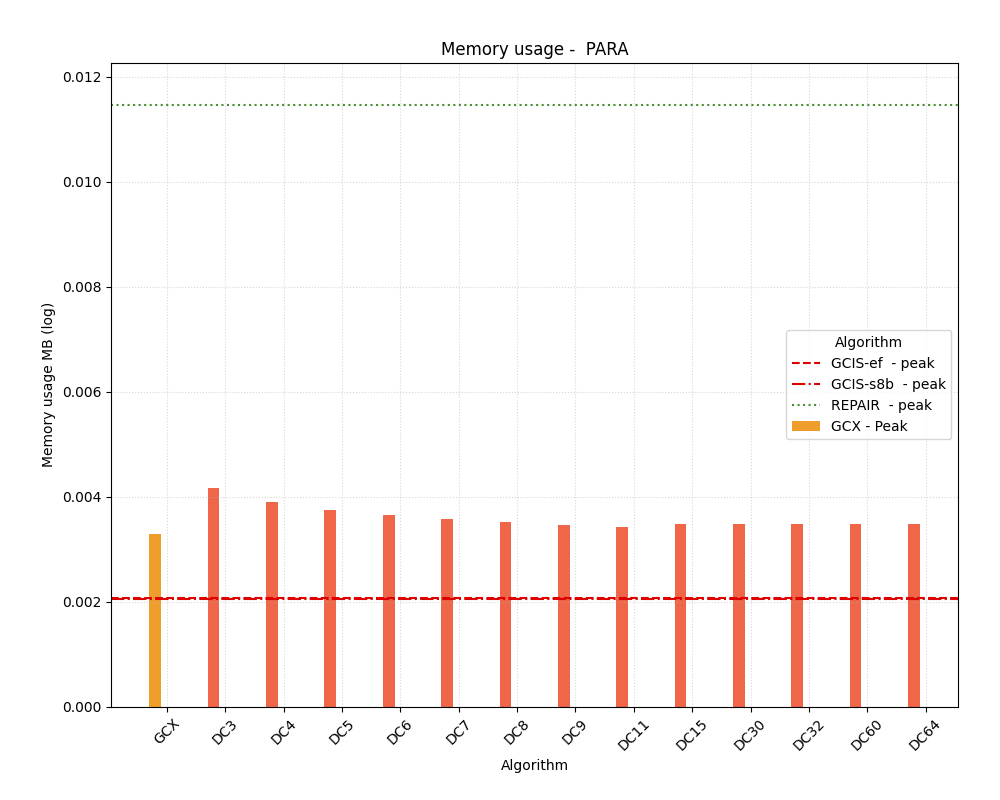 Memory usage -  PARA
Memory usage MB (log)
0.012
0.010
0.008
0.006
0.004
0.002
0.000
Algorithm
GCIS-ef  - peak
GCIS-s8b  - peak
REPAIR  - peak
GCX - Peak
GCX
DC3
DC4
DC5
DC6
DC7
DC8
DC9
DC11
DC15
DC30
DC32
DC60
DC64
Algorithm